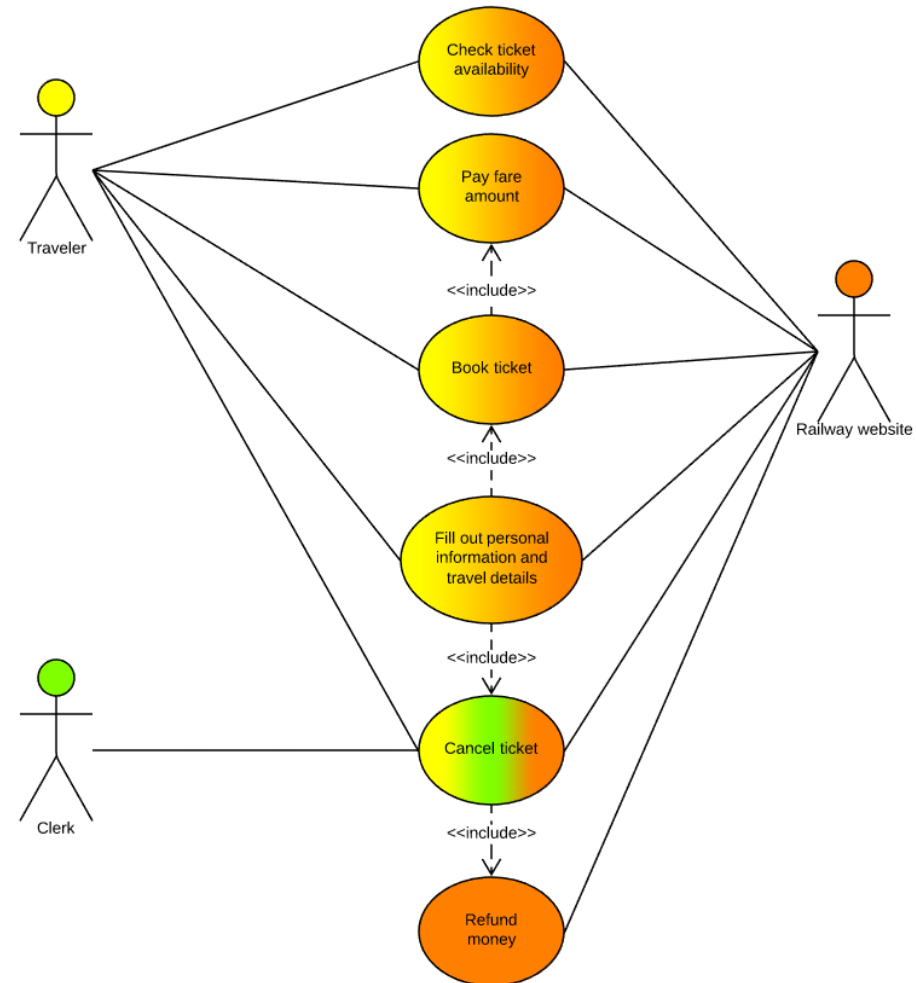 Check ticket
availability
Pay fare
amount
Traveler
<<include>>
Book ticket
Railway website
<<include>>
Fill out personal
information and
travel details
<<include>>
Cancel ticket
Clerk
<<include>>
Refund
money